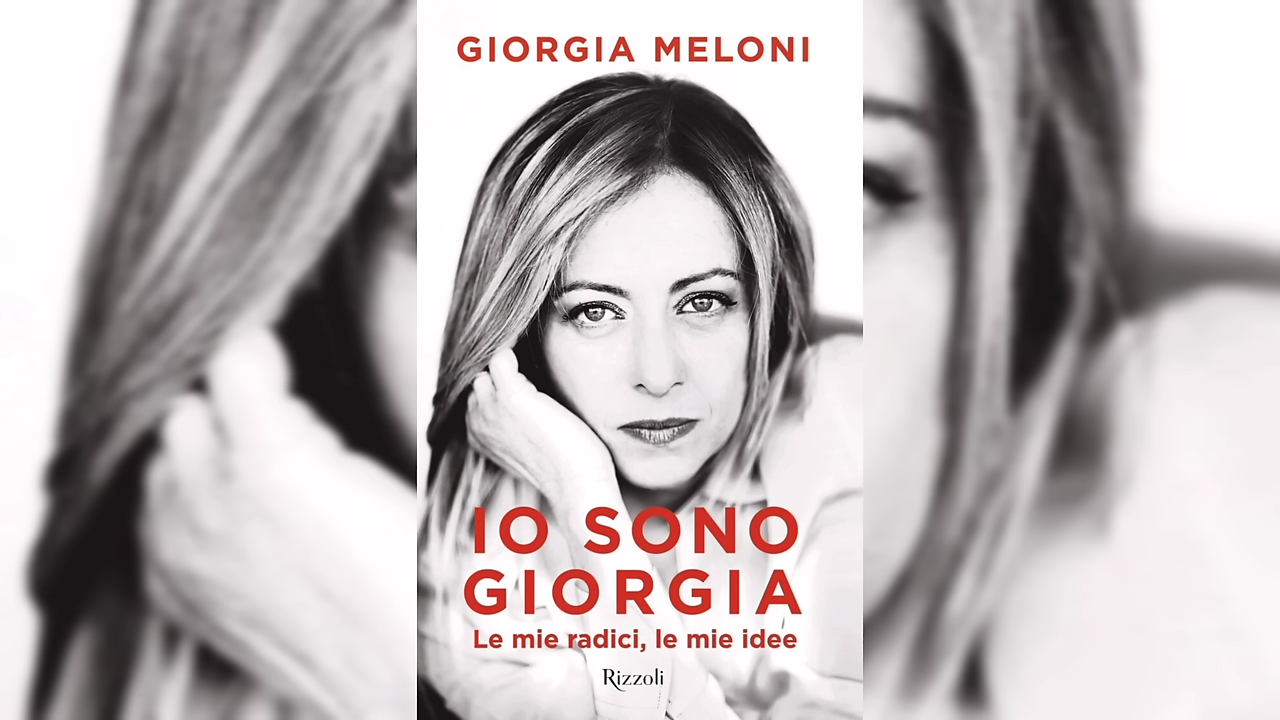 GIORGIA MELONI
IO SONO
GIORGIA
Le mie radici, le mie idee
Rizzoli